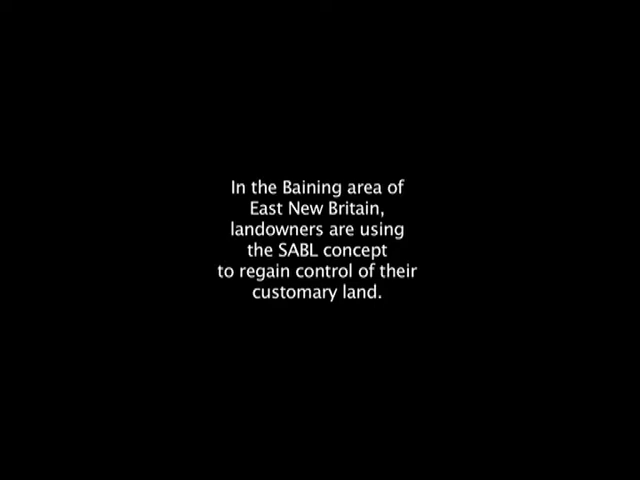 In the Baining area of
East New Britain,
landowners are using
the SABL concept
to regain control of their
customary land.